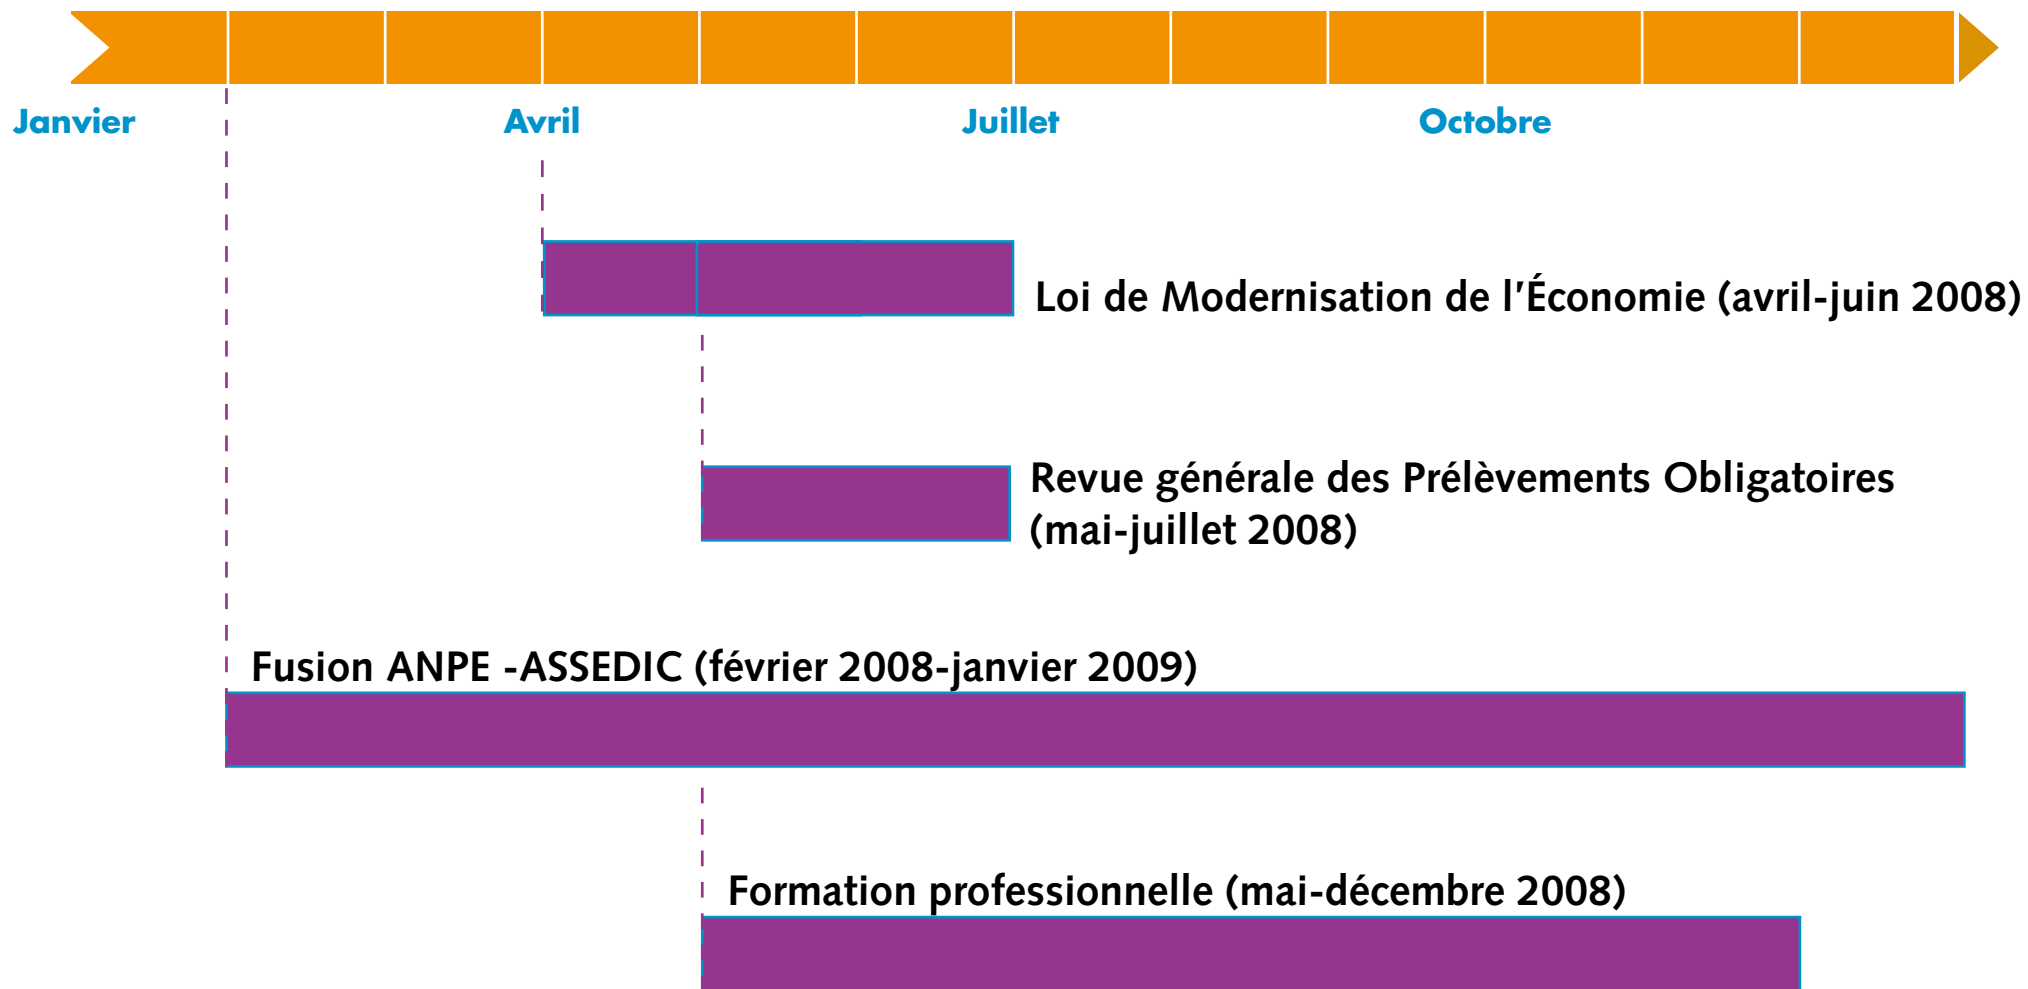 Janvier Avril Juillet Octobre
Loi de Modernisation de l'Économie (avril-juin 2008)
Revue générale des Prélèvements Obligatoires
(mai-juillet 2008)
Fusion ANPE -ASSEDIC (février 2008-janvier 2009)
Formation professionnelle (mai-décembre 2008)